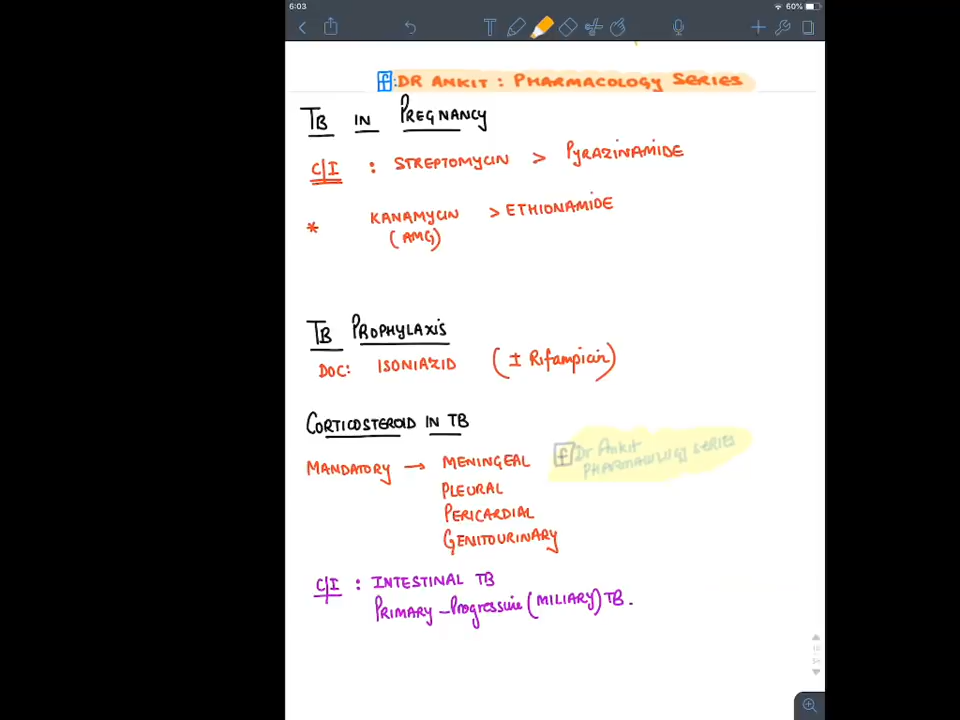 6:03
60%
T
f :DR ANKIT : PHARMACOLOGY SERIES
TB IN PREGNANCY
C/I : STREPTOMYCIN > PYRAZINAMIDE
* KANAMYCIN > ETHIONAMIDE
(AMG)
TB PROPHYLAXIS
DOC: ISONIAZID (± Rifampicin)
CORTICOSTEROID IN TB
MANDATORY → MENINGEAL
PLEURAL
PERICARDIAL
GENITOURINARY
f Dr Ankit
PHARMACOLOGY SERIES
C/I : INTESTINAL TB
PRIMARY - Progressive (MILIARY) TB.